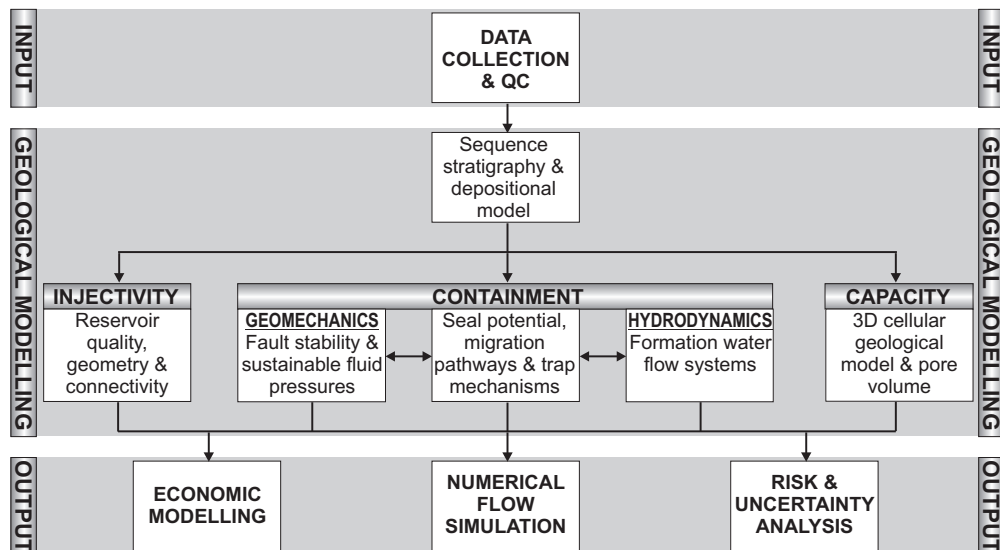 INPUT
DATA
COLLECTION
& QC
INPUT
GEOLOGICAL MODELLING
Sequence
stratigraphy &
depositional
model
GEOLOGICAL MODELLING
INJECTIVITY
Reservoir
quality,
geometry &
connectivity
CONTAINMENT
GEOMECHANICS
Fault stability &
sustainable fluid
pressures
Seal potential,
migration
pathways & trap
mechanisms
HYDRODYNAMICS
Formation water
flow systems
CAPACITY
3D cellular
geological
model & pore
volume
OUTPUT
ECONOMIC
MODELLING
NUMERICAL
FLOW
SIMULATION
RISK &
UNCERTAINTY
ANALYSIS
OUTPUT